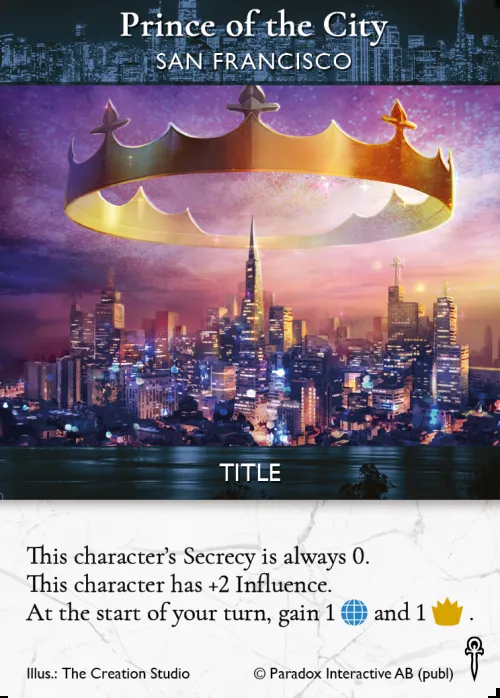 Prince of the City
SAN FRANCISCO
TITLE
This character's Secrecy is always 0.
This character has +2 Influence.
At the start of your turn, gain 1 and 1 .
Illus.: The Creation Studio © Paradox Interactive AB (publ)